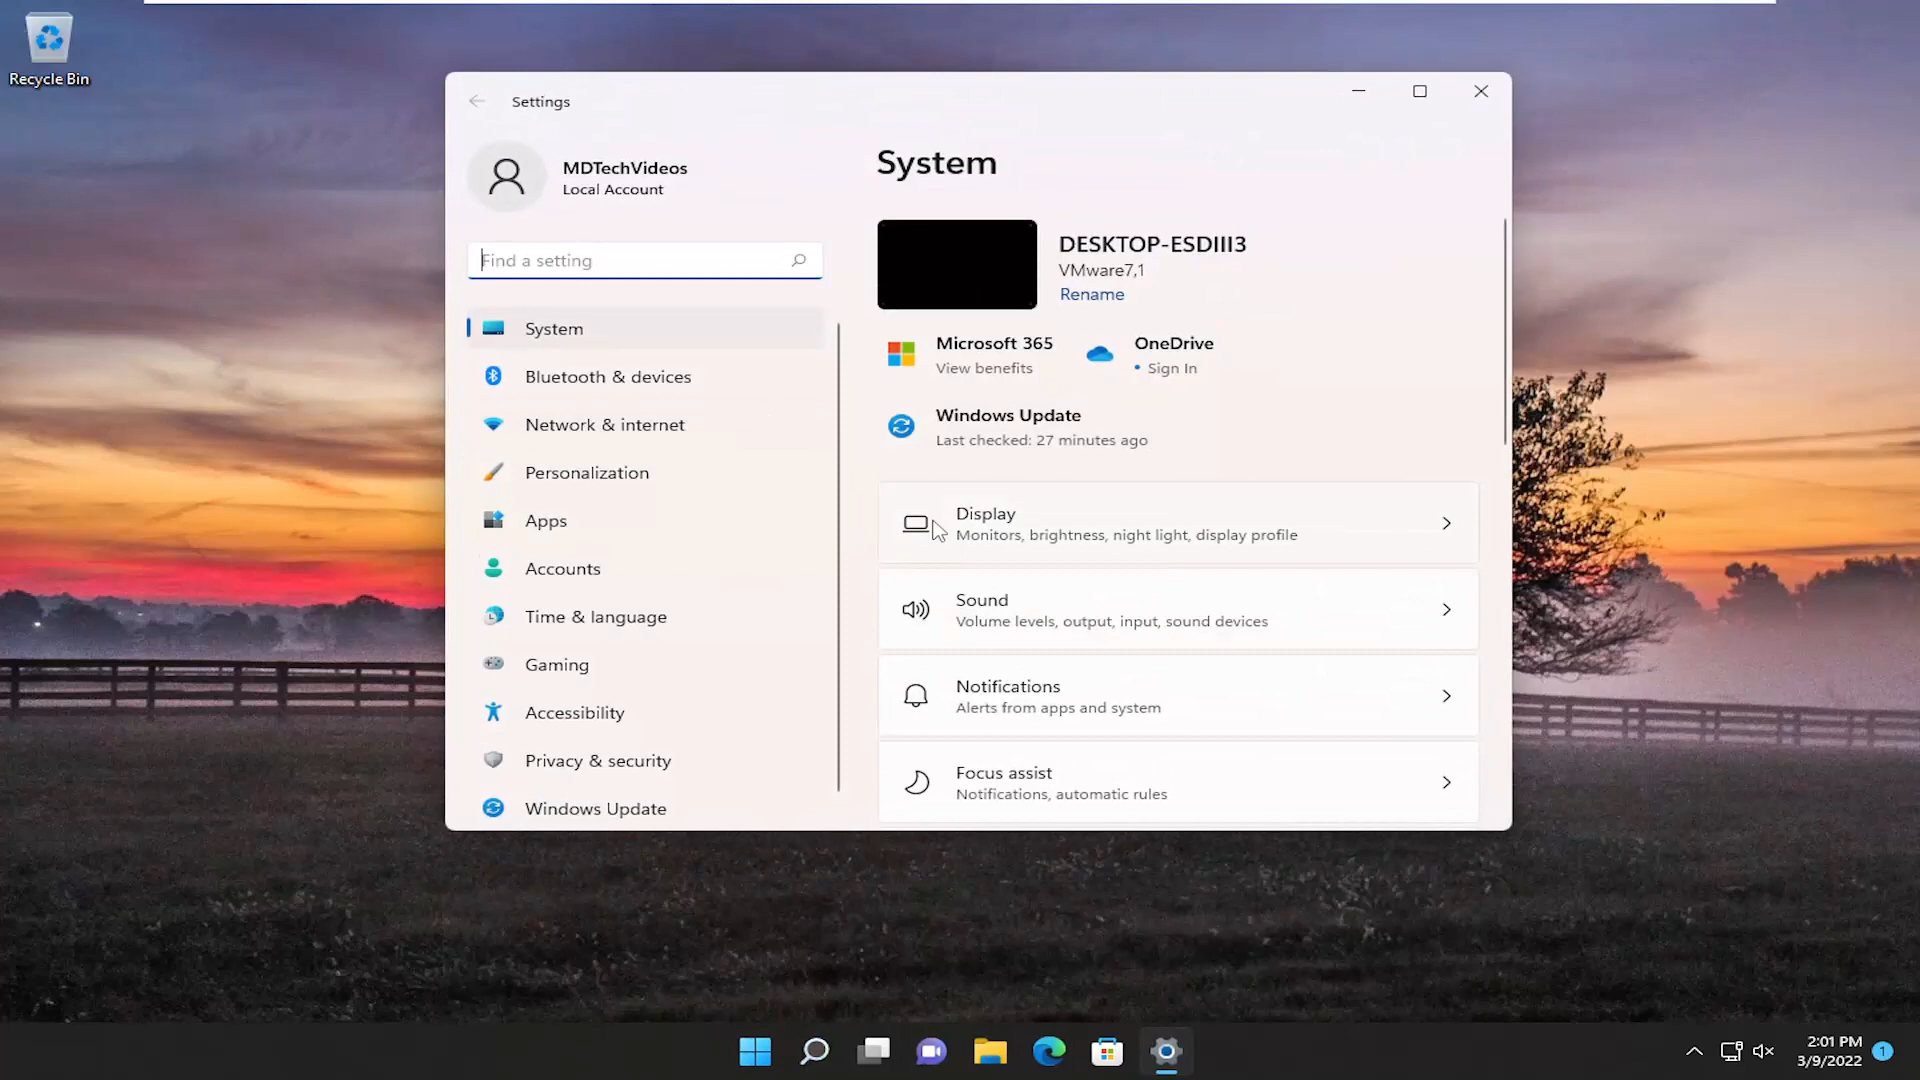 Recycle Bin
Settings
MDTechVideos
Local Account
Find a setting
System
Bluetooth & devices
Network & internet
Personalization
Apps
Accounts
Time & language
Gaming
Accessibility
Privacy & security
Windows Update
System
DESKTOP-ESDIII3
VMware7,1
Rename
Microsoft 365
View benefits
OneDrive
• Sign In
Windows Update
Last checked: 27 minutes ago
Display
Monitors, brightness, night light, display profile
Sound
Volume levels, output, input, sound devices
Notifications
Alerts from apps and system
Focus assist
Notifications, automatic rules
2:01 PM
3/9/2022
1